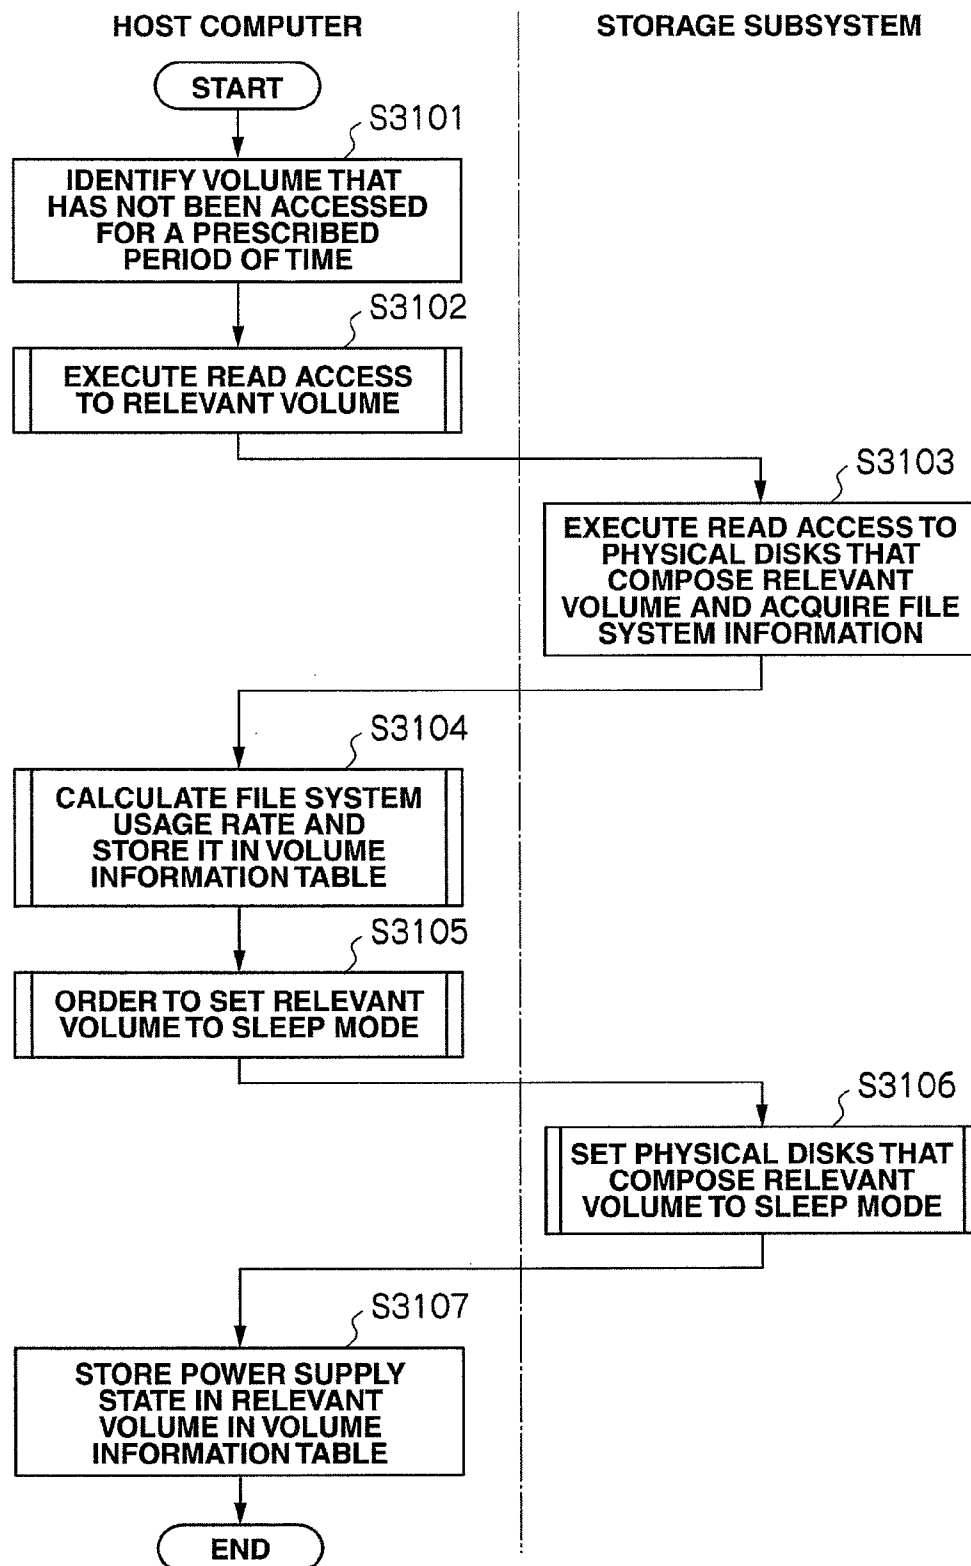 HOST COMPUTER
STORAGE SUBSYSTEM
START
S3101
IDENTIFY VOLUME THAT
HAS NOT BEEN ACCESSED
FOR A PRESCRIBED
PERIOD OF TIME
S3102
EXECUTE READ ACCESS
TO RELEVANT VOLUME
S3103
EXECUTE READ ACCESS TO
PHYSICAL DISKS THAT
COMPOSE RELEVANT
VOLUME AND ACQUIRE FILE
SYSTEM INFORMATION
S3104
CALCULATE FILE SYSTEM
USAGE RATE AND
STORE IT IN VOLUME
INFORMATION TABLE
S3105
ORDER TO SET RELEVANT
VOLUME TO SLEEP MODE
S3106
SET PHYSICAL DISKS THAT
COMPOSE RELEVANT
VOLUME TO SLEEP MODE
S3107
STORE POWER SUPPLY
STATE IN RELEVANT
VOLUME IN VOLUME
INFORMATION TABLE
END